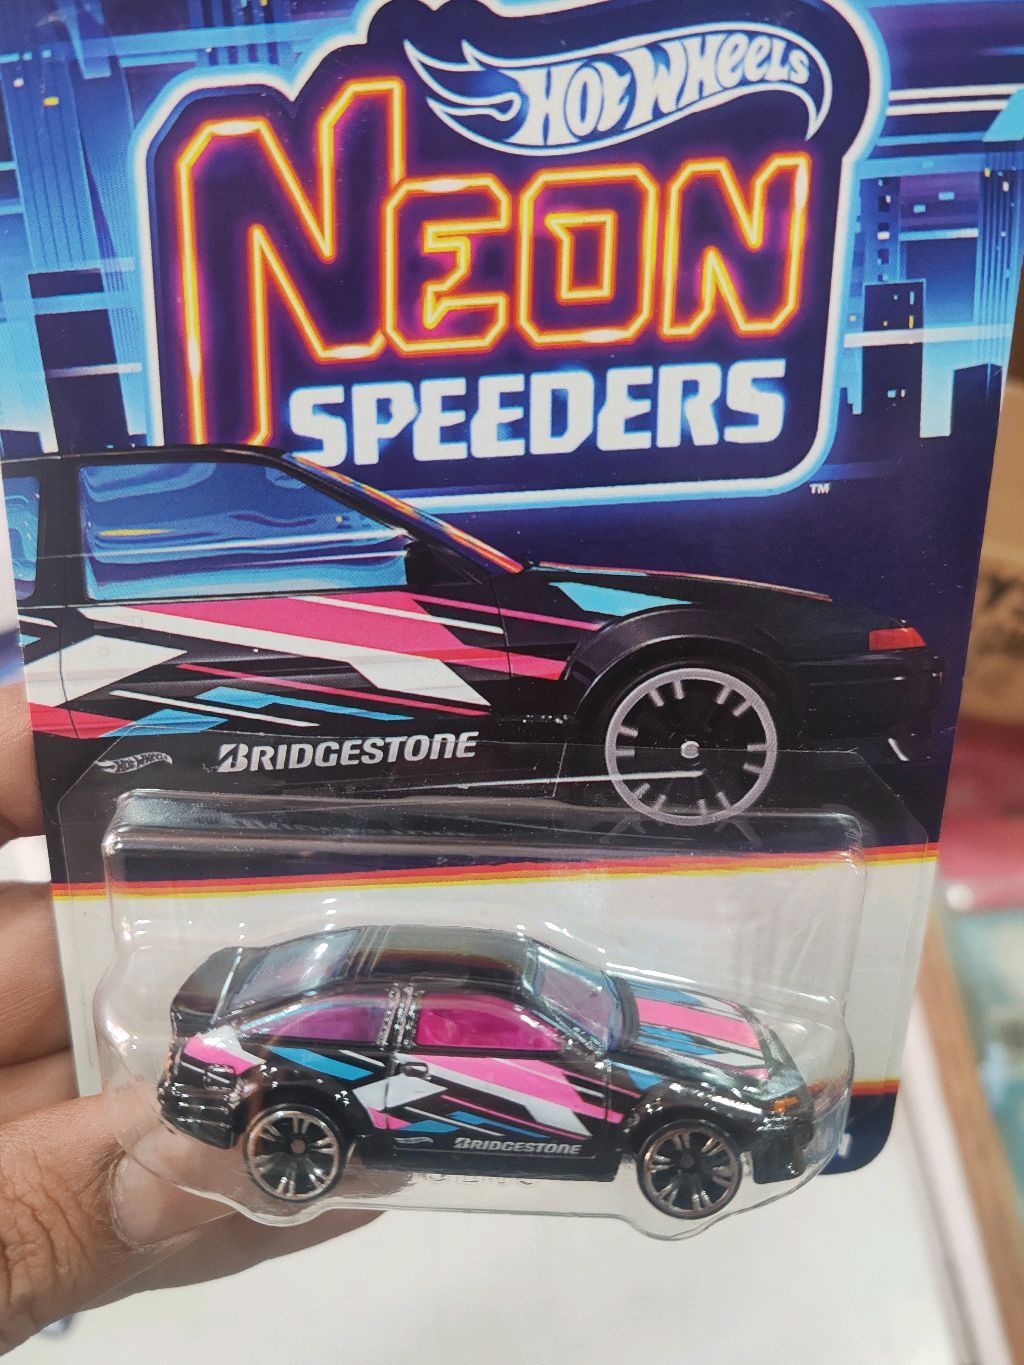 HOT WHEELS
NEON
SPEEDERS
TM
HOT WHEELS
BRIDGESTONE
BRIDGESTONE